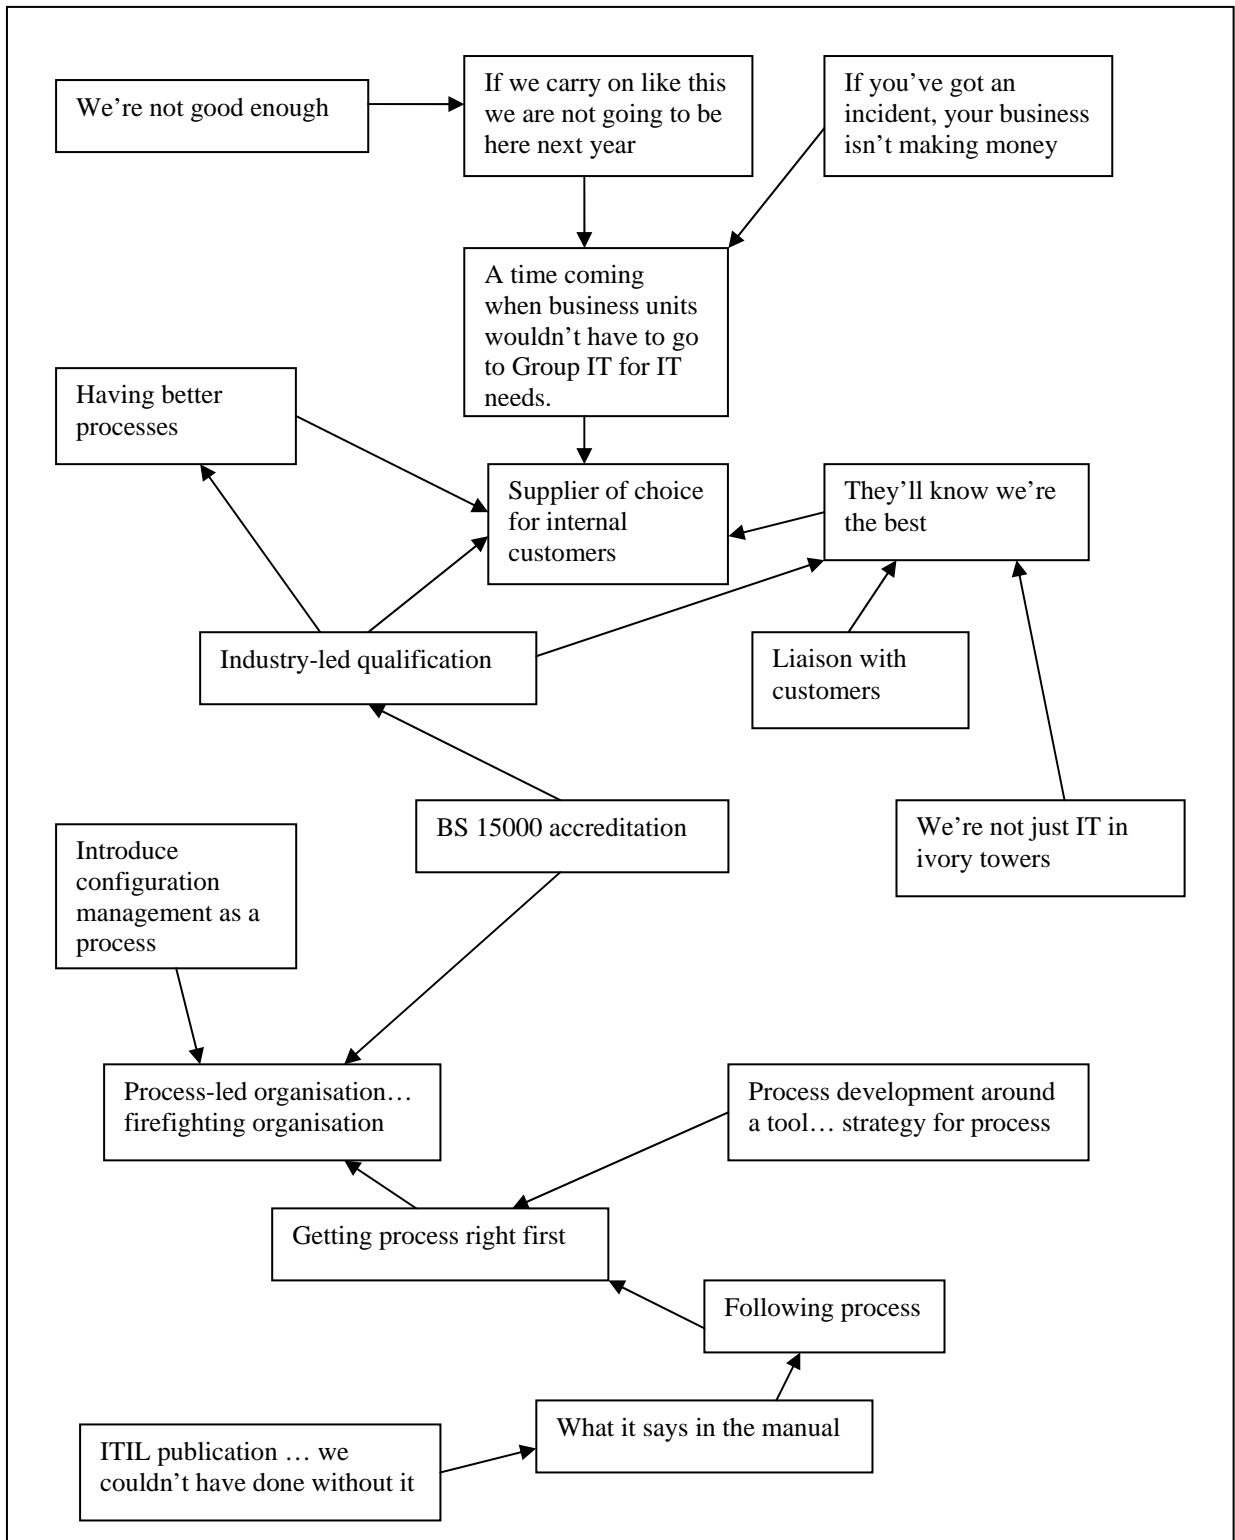 We’re not good enough
If we carry on like this
we are not going to be
here next year
If you’ve got an
incident, your business
isn’t making money
A time coming
when business units
wouldn’t have to go
to Group IT for IT
needs.
Having better
processes
Supplier of choice
for internal
customers
They’ll know we’re
the best
Industry-led qualification
Liaison with
customers
BS 15000 accreditation
We’re not just IT in
ivory towers
Introduce
configuration
management as a
process
Process-led organisation…
firefighting organisation
Process development around
a tool… strategy for process
Getting process right first
Following process
What it says in the manual
ITIL publication … we
couldn’t have done without it